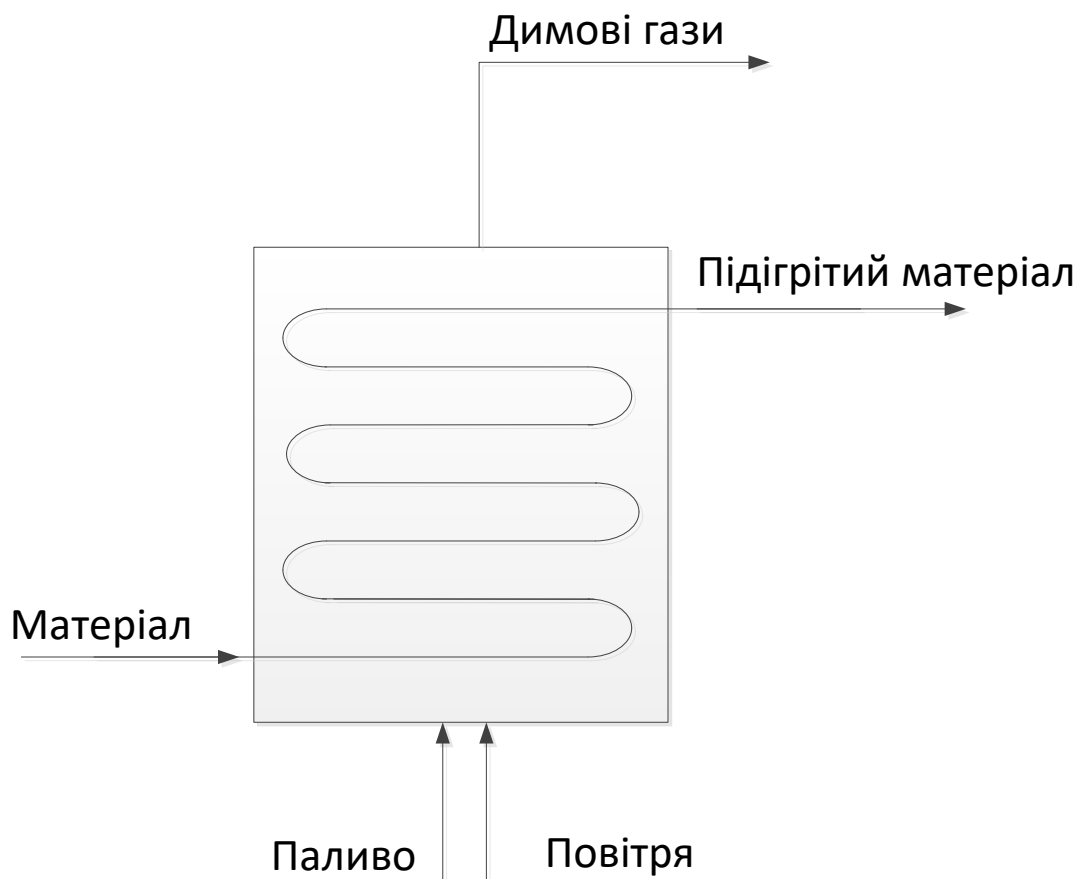 Димові гази
Підігрітий матеріал
Матеріал
Паливо
Повітря